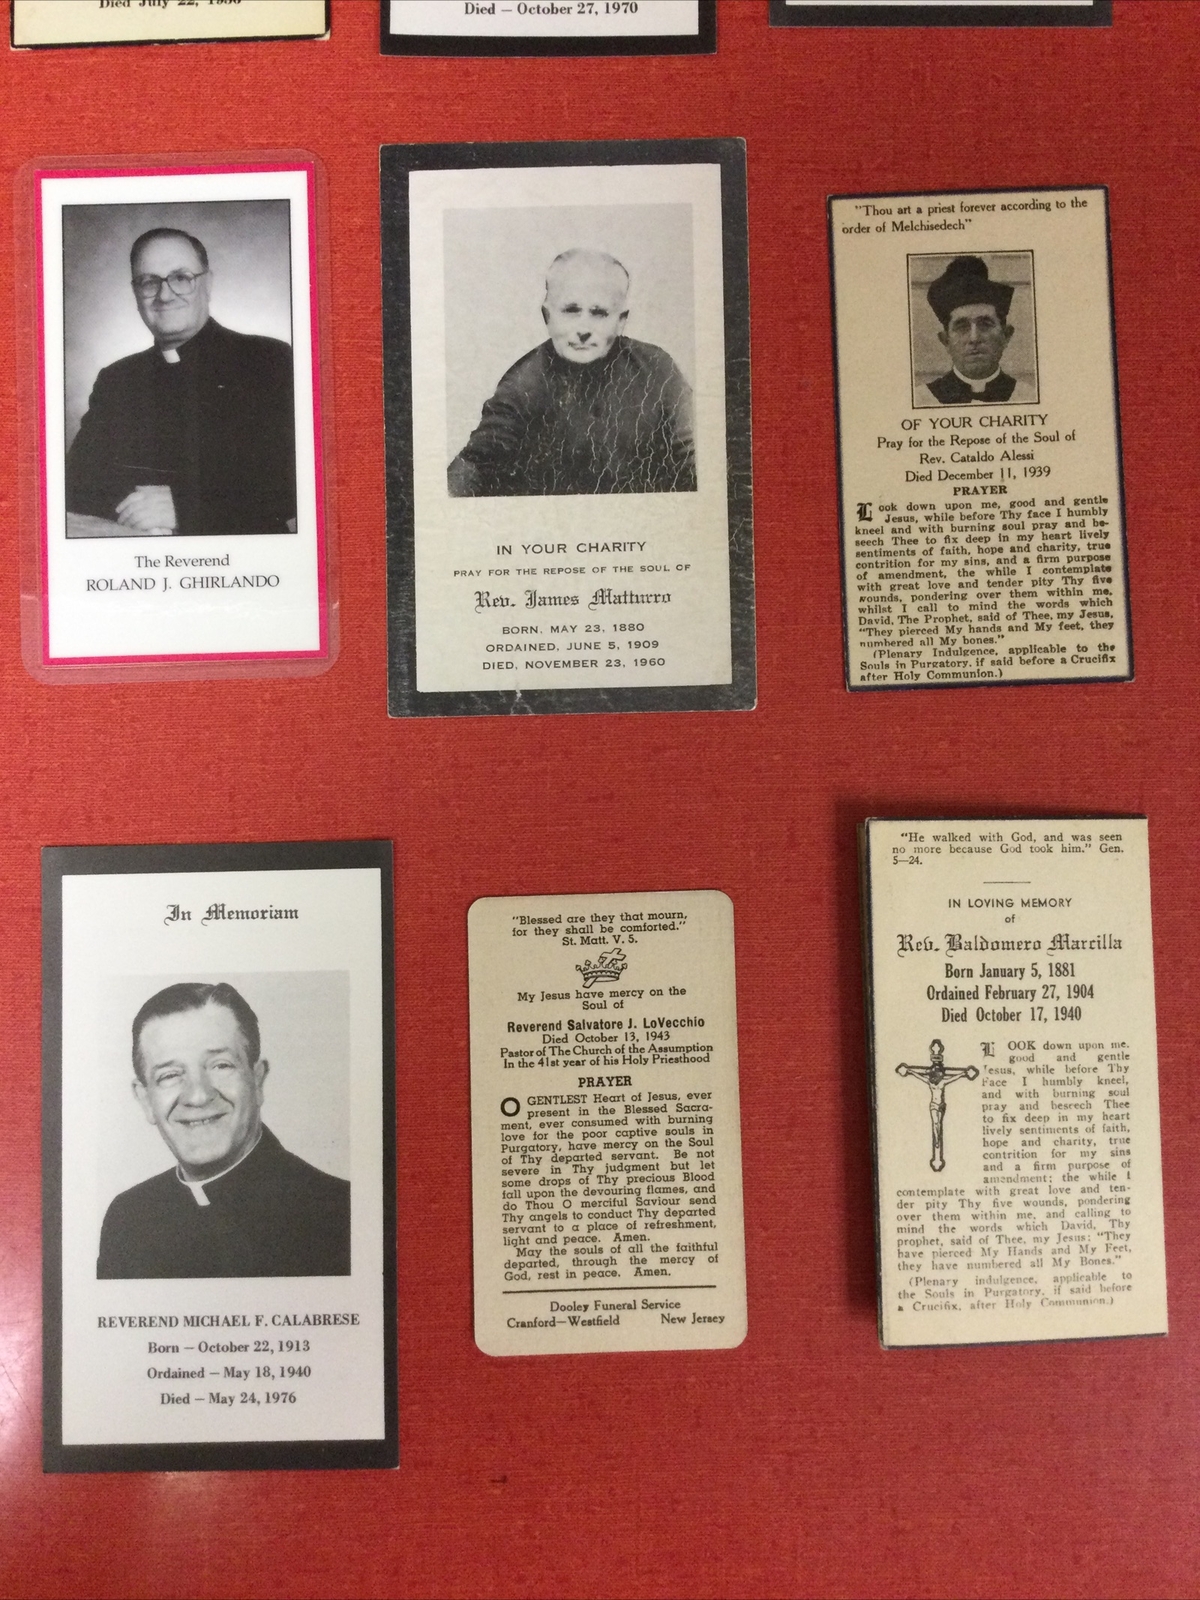 Died July 22, 1930
Died — October 27, 1970
The Reverend
ROLAND J. GHIRLANDO
IN YOUR CHARITY
PRAY FOR THE REPOSE OF THE SOUL OF
Rev. James Matturro
BORN, MAY 23, 1880
ORDAINED, JUNE 5, 1909
DIED, NOVEMBER 23, 1960
"Thou art a priest forever according to the
order of Melchisedech"
OF YOUR CHARITY
Pray for the Repose of the Soul of
Rev. Cataldo Alessi
Died December 11, 1939
PRAYER
Look down upon me, good and gentle
Jesus, while before Thy face I humbly
kneel and with burning soul pray and be-
seech Thee to fix deep in my heart lively
sentiments of faith, hope and charity, true
contrition for my sins, and a firm purpose
of amendment, the while I contemplate
with great love and tender pity Thy five
wounds, pondering over them within me,
whilst I call to mind the words which
David, The Prophet, said of Thee, my Jesus,
"They pierced My hands and My feet, they
numbered all My bones."
(Plenary Indulgence, applicable to the
Souls in Purgatory, if said before a Crucifix
after Holy Communion.)
In Memoriam
REVEREND MICHAEL F. CALABRESE
Born — October 22, 1913
Ordained — May 18, 1940
Died — May 24, 1976
"Blessed are they that mourn,
for they shall be comforted."
St. Matt. V. 5.
My Jesus have mercy on the
Soul of
Reverend Salvatore J. LoVecchio
Died October 13, 1943
Pastor of The Church of the Assumption
In the 41st year of his Holy Priesthood
PRAYER
O GENTLEST Heart of Jesus, ever
present in the Blessed Sacra-
ment, ever consumed with burning
love for the poor captive souls in
Purgatory, have mercy on the Soul
of Thy departed servant. Be not
severe in Thy judgment but let
some drops of Thy precious Blood
fall upon the devouring flames, and
do Thou O merciful Saviour send
Thy angels to conduct Thy departed
servant to a place of refreshment,
light and peace. Amen.
May the souls of all the faithful
departed, through the mercy of
God, rest in peace. Amen.
Dooley Funeral Service
Cranford—Westfield New Jersey
"He walked with God, and was seen
no more because God took him." Gen.
5—24.
IN LOVING MEMORY
of
Rev. Baldomero Marcilla
Born January 5, 1881
Ordained February 27, 1904
Died October 17, 1940
LOOK down upon me,
good and gentle
Jesus, while before Thy
Face I humbly kneel,
and with burning soul
pray and beseech Thee
to fix deep in my heart
lively sentiments of faith,
hope and charity, true
contrition for my sins
and a firm purpose of
amendment; the while I
contemplate with great love and ten-
der pity Thy five wounds, pondering
over them within me, and calling to
mind the words which David, Thy
prophet, said of Thee, my Jesus: "They
have pierced My Hands and My Feet,
they have numbered all My Bones."
(Plenary indulgence, applicable to
the Souls in Purgatory, if said before
a Crucifix, after Holy Communion.)